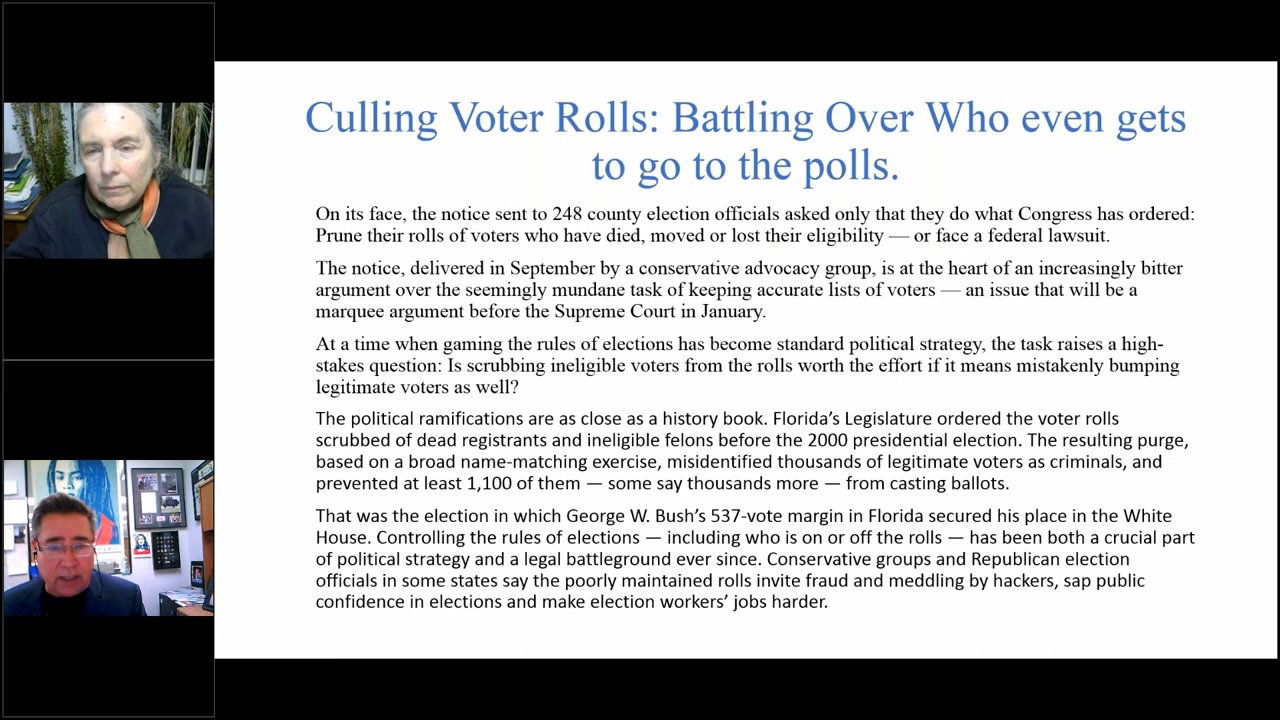 Culling Voter Rolls: Battling Over Who even gets
to go to the polls.
On its face, the notice sent to 248 county election officials asked only that they do what Congress has ordered:
Prune their rolls of voters who have died, moved or lost their eligibility — or face a federal lawsuit.
The notice, delivered in September by a conservative advocacy group, is at the heart of an increasingly bitter
argument over the seemingly mundane task of keeping accurate lists of voters — an issue that will be a
marquee argument before the Supreme Court in January.
At a time when gaming the rules of elections has become standard political strategy, the task raises a high-
stakes question: Is scrubbing ineligible voters from the rolls worth the effort if it means mistakenly bumping
legitimate voters as well?
The political ramifications are as close as a history book. Florida’s Legislature ordered the voter rolls
scrubbed of dead registrants and ineligible felons before the 2000 presidential election. The resulting purge,
based on a broad name-matching exercise, misidentified thousands of legitimate voters as criminals, and
prevented at least 1,100 of them — some say thousands more — from casting ballots.
That was the election in which George W. Bush’s 537-vote margin in Florida secured his place in the White
House. Controlling the rules of elections — including who is on or off the rolls — has been both a crucial part
of political strategy and a legal battleground ever since. Conservative groups and Republican election
officials in some states say the poorly maintained rolls invite fraud and meddling by hackers, sap public
confidence in elections and make election workers’ jobs harder.